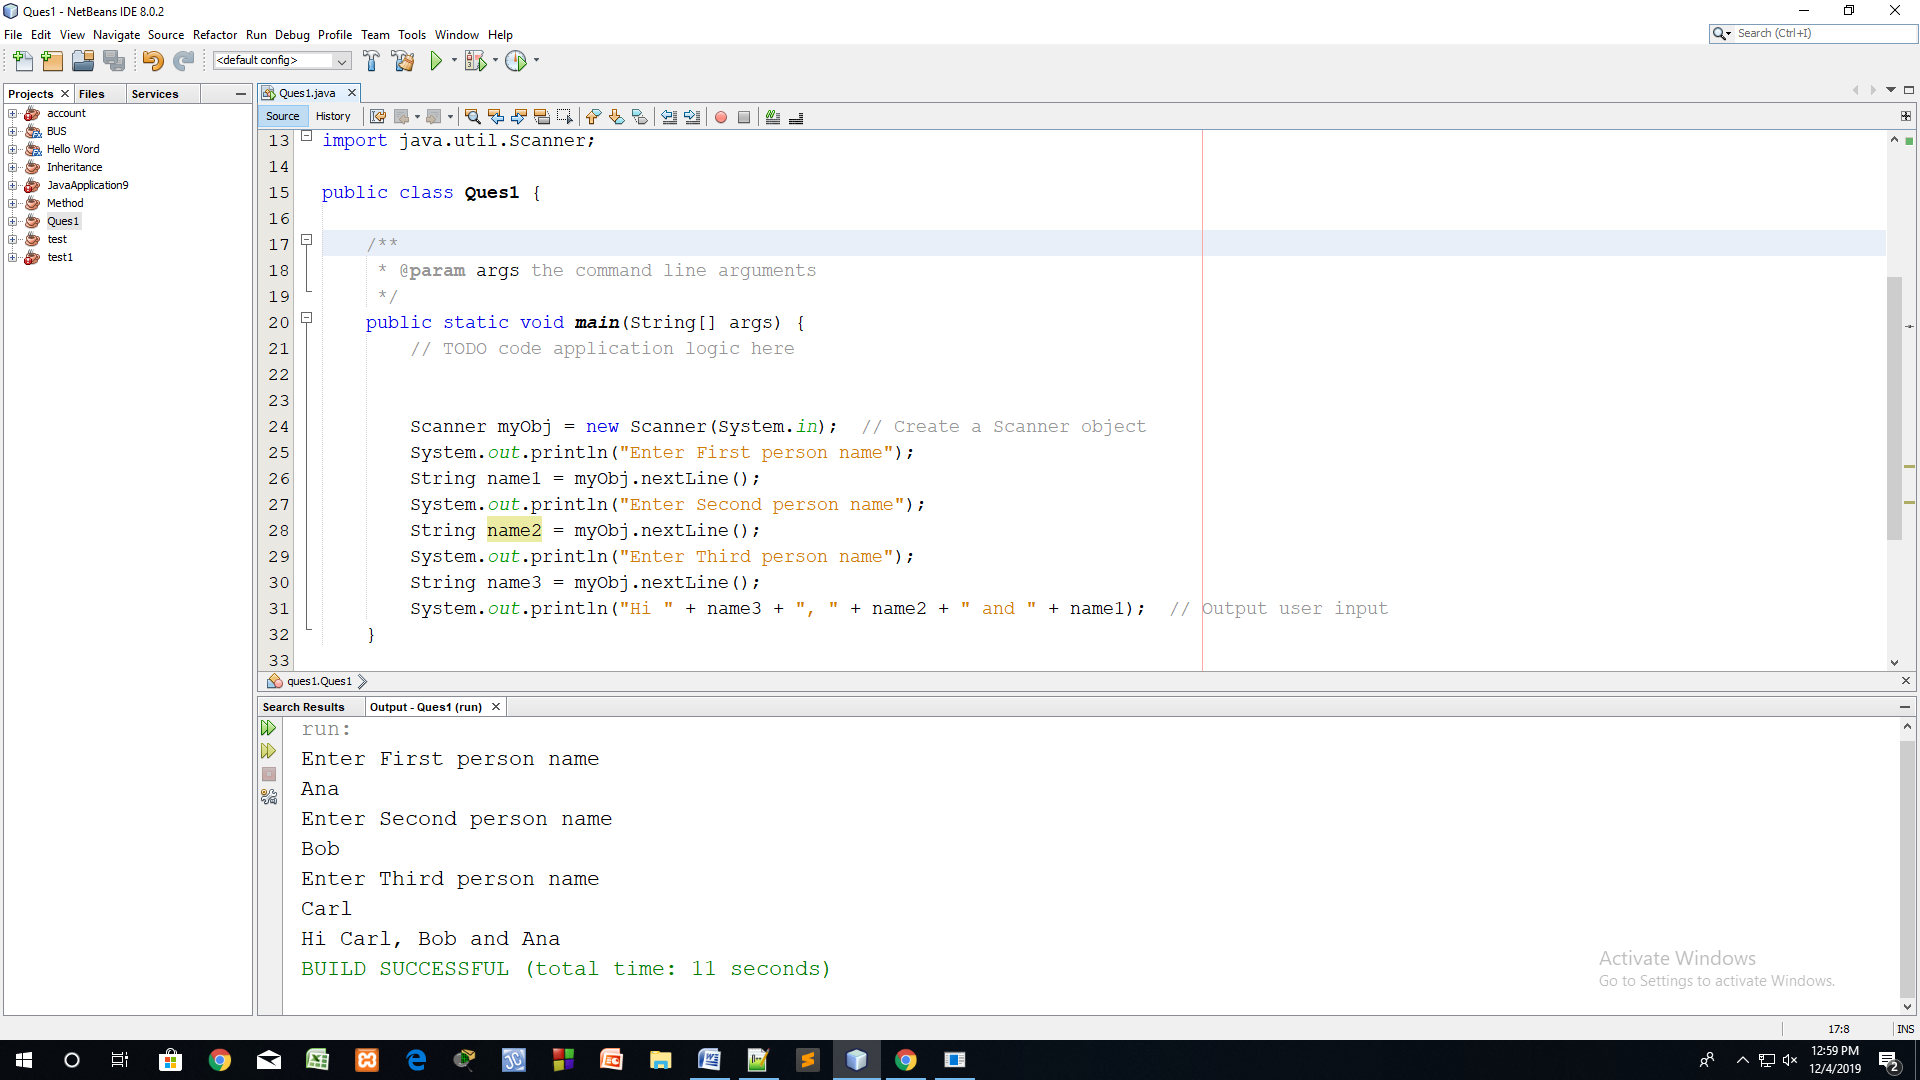 Ques1 - NetBeans IDE 8.0.2
File Edit View Navigate Source Refactor Run Debug Profile Team Tools Window Help
Search (Ctrl+I)
<default config>
Projects Files Services
account
BUS
Hello Word
Inheritance
JavaApplication9
Method
Ques1
test
test1
Ques1.java
Source History
13 import java.util.Scanner;
14
15 public class Ques1 {
16
17 /**
18 * @param args the command line arguments
19 */
20 public static void main(String[] args) {
21 // TODO code application logic here
22
23
24 Scanner myObj = new Scanner(System.in); // Create a Scanner object
25 System.out.println("Enter First person name");
26 String name1 = myObj.nextLine();
27 System.out.println("Enter Second person name");
28 String name2 = myObj.nextLine();
29 System.out.println("Enter Third person name");
30 String name3 = myObj.nextLine();
31 System.out.println("Hi " + name3 + ", " + name2 + " and " + name1); // Output user input
32 }
33
ques1.Ques1
Search Results Output - Ques1 (run)
run:
Enter First person name
Ana
Enter Second person name
Bob
Enter Third person name
Carl
Hi Carl, Bob and Ana
BUILD SUCCESSFUL (total time: 11 seconds)
Activate Windows
Go to Settings to activate Windows.
17:8 INS
12:59 PM
12/4/2019
2